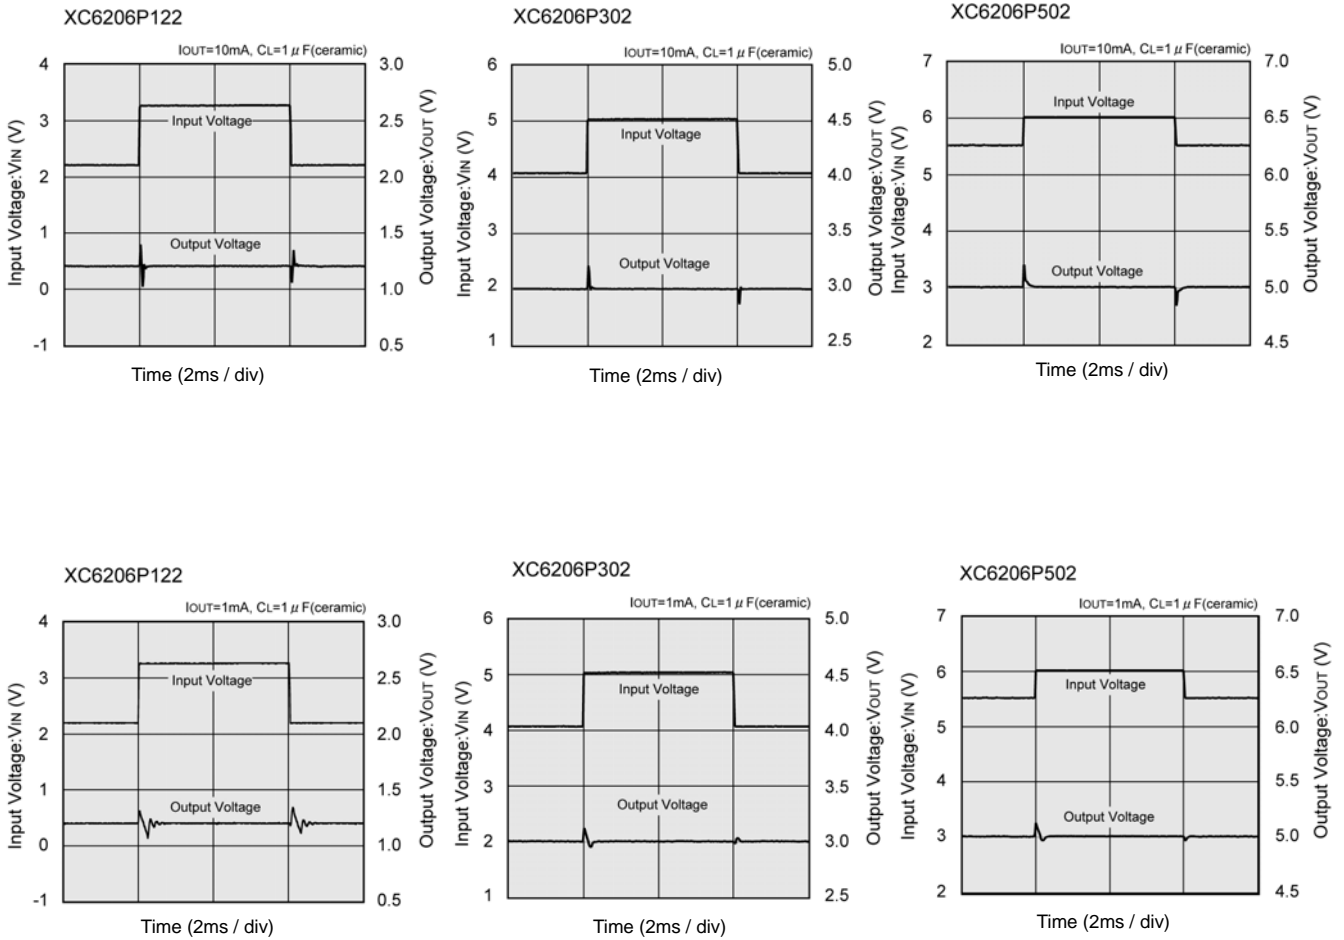 XC6206P122
IOUT=10mA, CL=1 μ F(ceramic)
4
3
2
1
0
-1
Input Voltage:VIN (V)
Input Voltage
Output Voltage
3.0
2.5
2.0
1.5
1.0
0.5
Output Voltage:VOUT (V)
Time (2ms / div)
XC6206P302
IOUT=10mA, CL=1 μ F(ceramic)
6
5
4
3
2
1
Input Voltage:VIN (V)
Input Voltage
Output Voltage
5.0
4.5
4.0
3.5
3.0
2.5
Output Voltage:VOUT (V)
Time (2ms / div)
XC6206P502
IOUT=10mA, CL=1 μ F(ceramic)
7
6
5
4
3
2
Input Voltage:VIN (V)
Input Voltage
Output Voltage
7.0
6.5
6.0
5.5
5.0
4.5
Output Voltage:VOUT (V)
Time (2ms / div)
XC6206P122
IOUT=1mA, CL=1 μ F(ceramic)
4
3
2
1
0
-1
Input Voltage:VIN (V)
Input Voltage
Output Voltage
3.0
2.5
2.0
1.5
1.0
0.5
Output Voltage:VOUT (V)
Time (2ms / div)
XC6206P302
IOUT=1mA, CL=1 μ F(ceramic)
6
5
4
3
2
1
Input Voltage:VIN (V)
Input Voltage
Output Voltage
5.0
4.5
4.0
3.5
3.0
2.5
Output Voltage:VOUT (V)
Time (2ms / div)
XC6206P502
IOUT=1mA, CL=1 μ F(ceramic)
7
6
5
4
3
2
Input Voltage:VIN (V)
Input Voltage
Output Voltage
7.0
6.5
6.0
5.5
5.0
4.5
Output Voltage:VOUT (V)
Time (2ms / div)